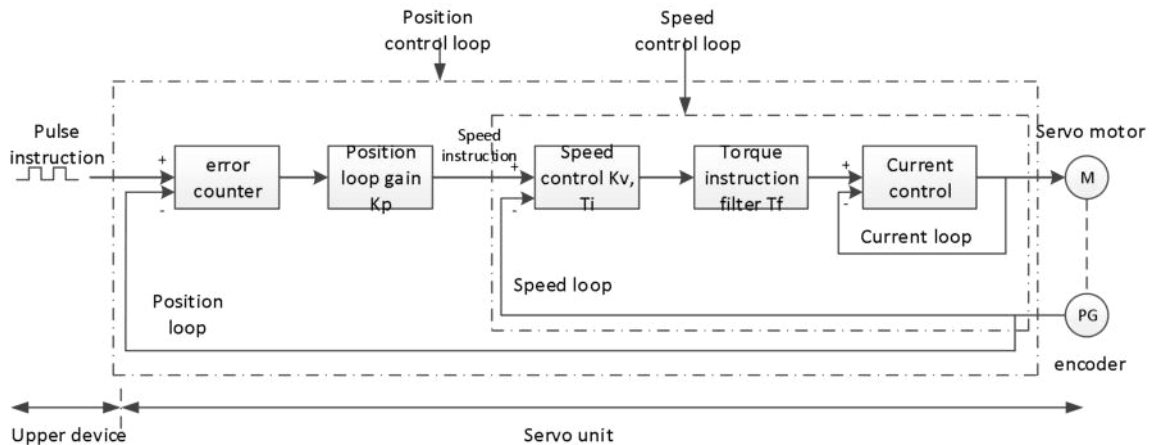 Position
control loop
Speed
control loop
Pulse
instruction
+
-
error
counter
Position
loop gain
Kp
Speed
instruction
+
-
Speed
control Kv,
Ti
Torque
instruction
filter Tf
+
-
Current
control
Servo motor
M
Current loop
Speed loop
Position
loop
PG
encoder
Upper device
Servo unit